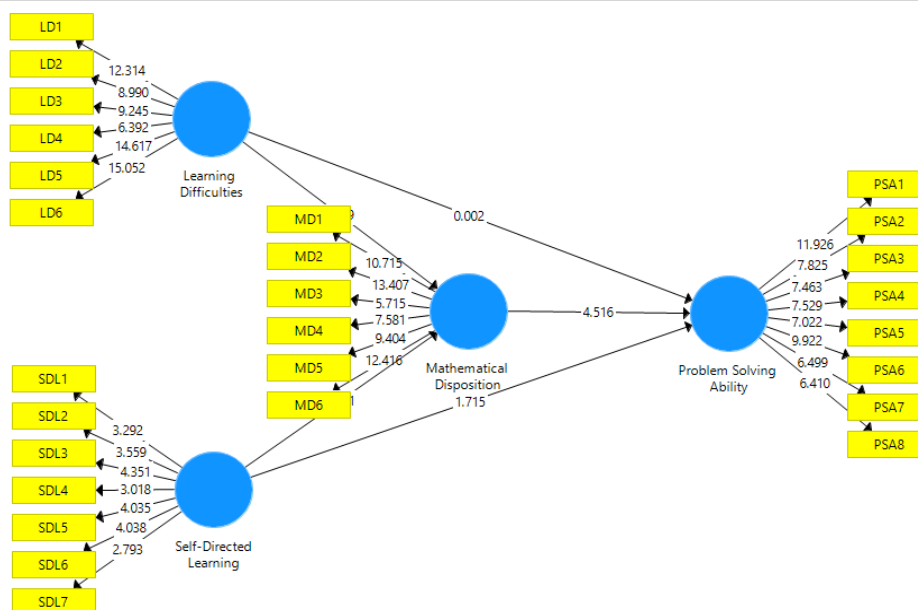 LD1
LD2
LD3
LD4
LD5
LD6
12.314
8.990
9.245
6.392
14.617
15.052
Learning
Difficulties
MD1
MD2
MD3
MD4
MD5
MD6
10.715
13.407
5.715
7.581
9.404
12.416
Mathematical
Disposition
0.002
4.516
1.715
SDL1
SDL2
SDL3
SDL4
SDL5
SDL6
SDL7
3.292
3.559
4.351
3.018
4.035
4.038
2.793
Self-Directed
Learning
Problem Solving
Ability
11.926
7.825
7.463
7.529
7.022
9.922
6.499
6.410
PSA1
PSA2
PSA3
PSA4
PSA5
PSA6
PSA7
PSA8